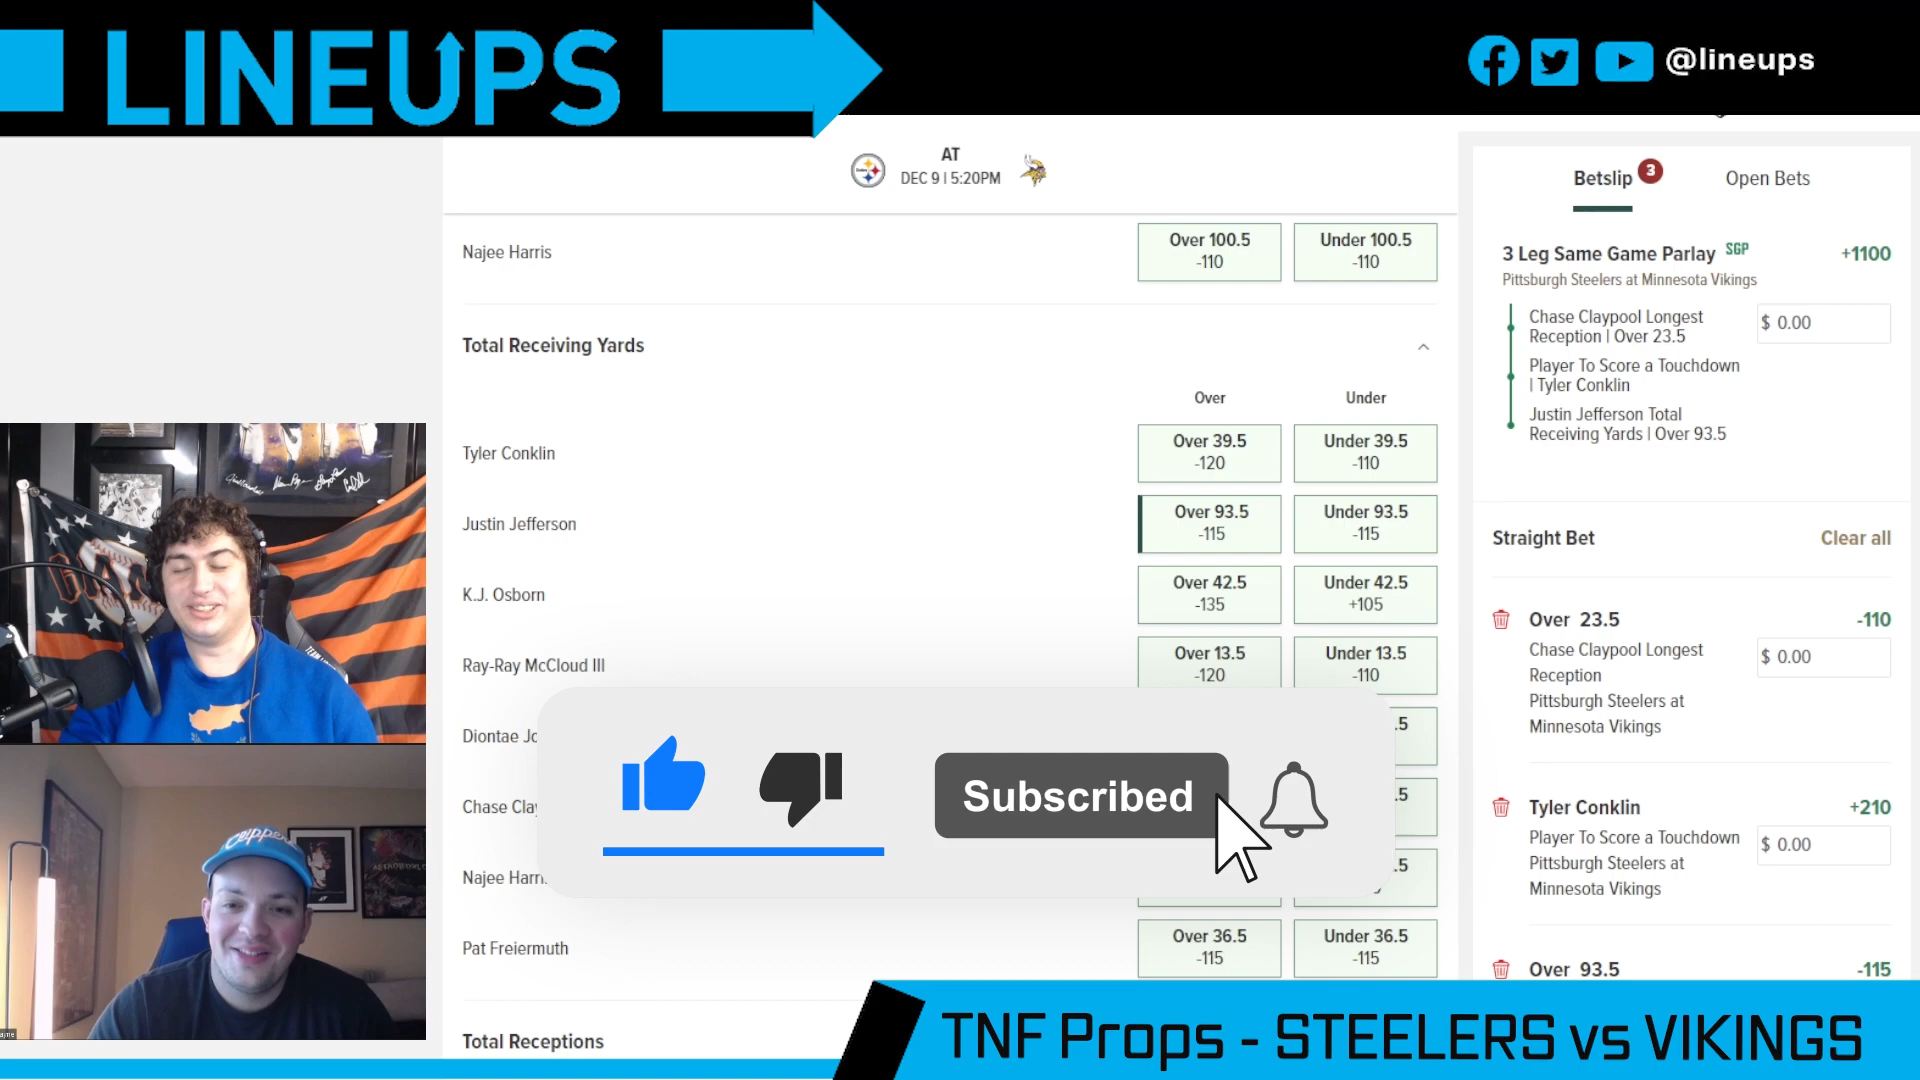 LINEUPS
@lineups
AT
DEC 9 | 5:20PM
Betslip 3
Open Bets
Najee Harris
Over 100.5
-110
Under 100.5
-110
3 Leg Same Game Parlay SGP
+1100
Pittsburgh Steelers at Minnesota Vikings
Chase Claypool Longest
Reception | Over 23.5
$ 0.00
Player To Score a Touchdown
| Tyler Conklin
Justin Jefferson Total
Receiving Yards | Over 93.5
Total Receiving Yards
Over
Under
Tyler Conklin
Over 39.5
-120
Under 39.5
-110
Justin Jefferson
Over 93.5
-115
Under 93.5
-115
K.J. Osborn
Over 42.5
-135
Under 42.5
+105
Ray-Ray McCloud III
Over 13.5
-120
Under 13.5
-110
Diontae
.5
Chase
.5
Najee
.5
Pat Freiermuth
Over 36.5
-115
Under 36.5
-115
Total Receptions
Straight Bet
Clear all
Over 23.5
-110
Chase Claypool Longest
Reception
$ 0.00
Pittsburgh Steelers at
Minnesota Vikings
Tyler Conklin
+210
Player To Score a Touchdown
$ 0.00
Pittsburgh Steelers at
Minnesota Vikings
Over 93.5
-115
Subscribed
TNF Props - STEELERS vs VIKINGS